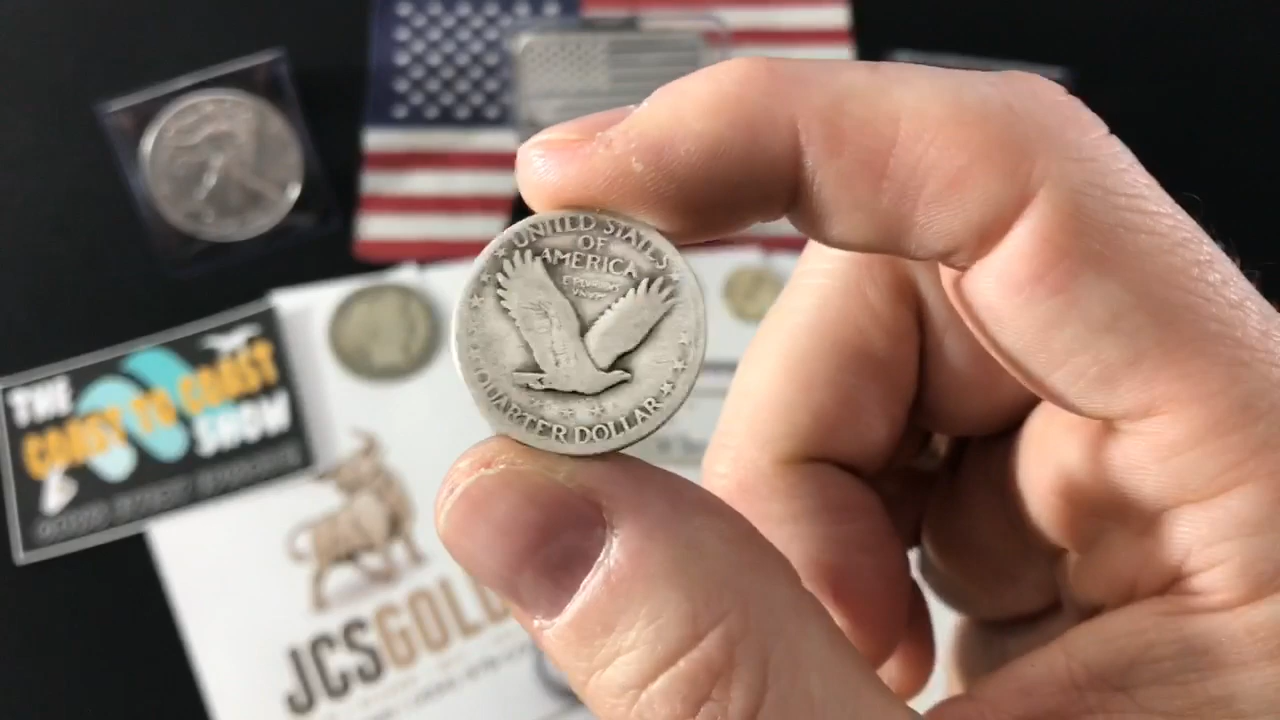 UNITED STATES
OF
AMERICA
E PLURIBUS
UNUM
QUARTER DOLLAR
THE
COAST TO COAST
SHOW
JCSGOLD